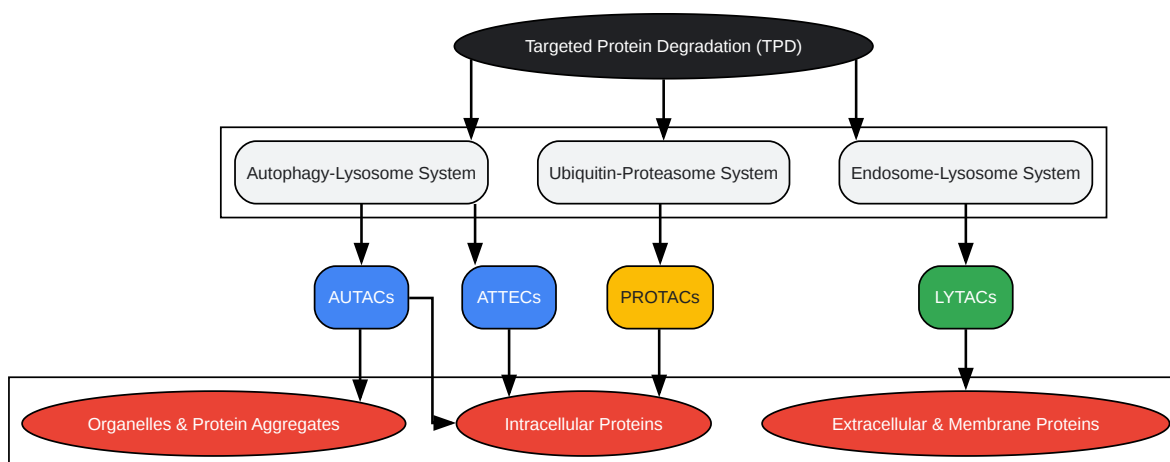 Targeted Protein Degradation (TPD)
Autophagy-Lysosome System
Ubiquitin-Proteasome System
Endosome-Lysosome System
AUTACs
ATTECs
PROTACs
LYTACs
Organelles & Protein Aggregates
Intracellular Proteins
Extracellular & Membrane Proteins